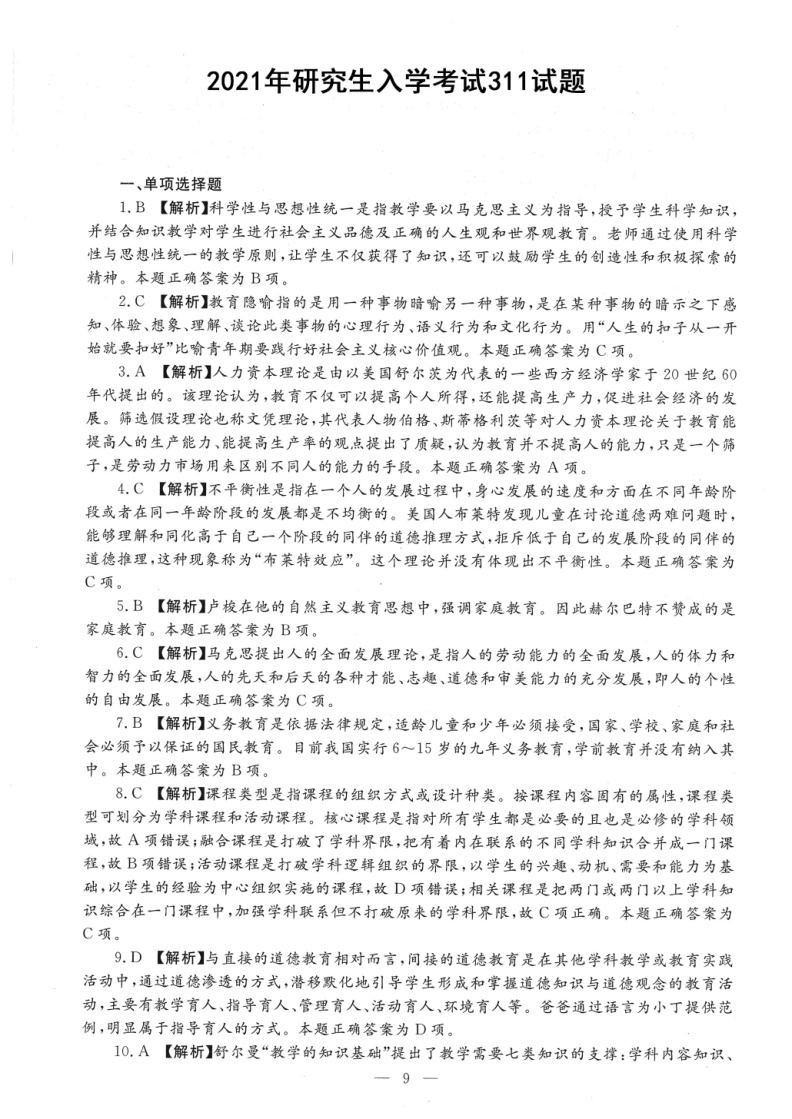 2021年研究生入学考试311试题
一、单项选择题
1. B 【解析】科学性与思想性统一是指教学要以马克思主义为指导,授予学生科学知识,
并结合知识教学对学生进行社会主义品德及正确的人生观和世界观教育。老师通过使用科学
性与思想性统一的教学原则,让学生不仅获得了知识,还可以鼓励学生的创造性和积极探索的
精神。本题正确答案为 B 项。
2. C 【解析】教育隐喻指的是用一种事物暗喻另一种事物,是在某种事物的暗示之下感
知、体验、想象、理解、谈论此类事物的心理行为、语义行为和文化行为。用“人生的扣子从一开
始就要扣好”比喻青年期要践行好社会主义核心价值观。本题正确答案为 C 项。
3. A 【解析】人力资本理论是由以美国舒尔茨为代表的一些西方经济学家于 20 世纪 60
年代提出的。该理论认为,教育不仅可以提高个人所得,还能提高生产力,促进社会经济的发
展。筛选假设理论也称文凭理论,其代表人物伯格、斯蒂格利茨等对人力资本理论关于教育能
提高人的生产能力、能提高生产率的观点提出了质疑,认为教育并不提高人的能力,只是一个筛
子,是劳动力市场用来区别不同人的能力的手段。本题正确答案为 A 项。
4. C 【解析】不平衡性是指在一个人的发展过程中,身心发展的速度和方面在不同年龄阶
段或者在同一年龄阶段的发展都是不均衡的。美国人布莱特发现儿童在讨论道德两难问题时,
能够理解和同化高于自己一个阶段的同伴的道德推理方式,拒斥低于自己的发展阶段的同伴的
道德推理,这种现象称为“布莱特效应”。这个理论并没有体现出不平衡性。本题正确答案为
C 项。
5. B 【解析】卢梭在他的自然主义教育思想中,强调家庭教育。因此赫尔巴特不赞成的是
家庭教育。本题正确答案为 B 项。
6. C 【解析】马克思提出人的全面发展理论,是指人的劳动能力的全面发展,人的体力和
智力的全面发展,人的先天和后天的各种才能、志趣、道德和审美能力的充分发展,即人的个性
的自由发展。本题正确答案为 C 项。
7. B 【解析】义务教育是依据法律规定,适龄儿童和少年必须接受,国家、学校、家庭和社
会必须予以保证的国民教育。目前我国实行 6～15 岁的九年义务教育,学前教育并没有纳入其
中。本题正确答案为 B 项。
8. C 【解析】课程类型是指课程的组织方式或设计种类。按课程内容固有的属性,课程类
型可划分为学科课程和活动课程。核心课程是指对所有学生都是必要的且也是必修的学科领
域,故 A 项错误;融合课程是打破了学科界限,把有着内在联系的不同学科知识合并成一门课
程,故 B 项错误;活动课程是打破学科逻辑组织的界限,以学生的兴趣、动机、需要和能力为基
础,以学生的经验为中心组织实施的课程,故 D 项错误;相关课程是把两门或两门以上学科知
识综合在一门课程中,加强学科联系但不打破原来的学科界限,故 C 项正确。本题正确答案为
C 项。
9. D 【解析】与直接的道德教育相对而言,间接的道德教育是在其他学科教学或教育实践
活动中,通过道德渗透的方式,潜移默化地引导学生形成和掌握道德知识与道德观念的教育活
动,主要有教学育人、指导育人、管理育人、活动育人、环境育人等。爸爸通过语言为小丁提供范
例,明显属于指导育人的方式。本题正确答案为 D 项。
10. A 【解析】舒尔曼“教学的知识基础”提出了教学需要七类知识的支撑:学科内容知识、
— 9 —